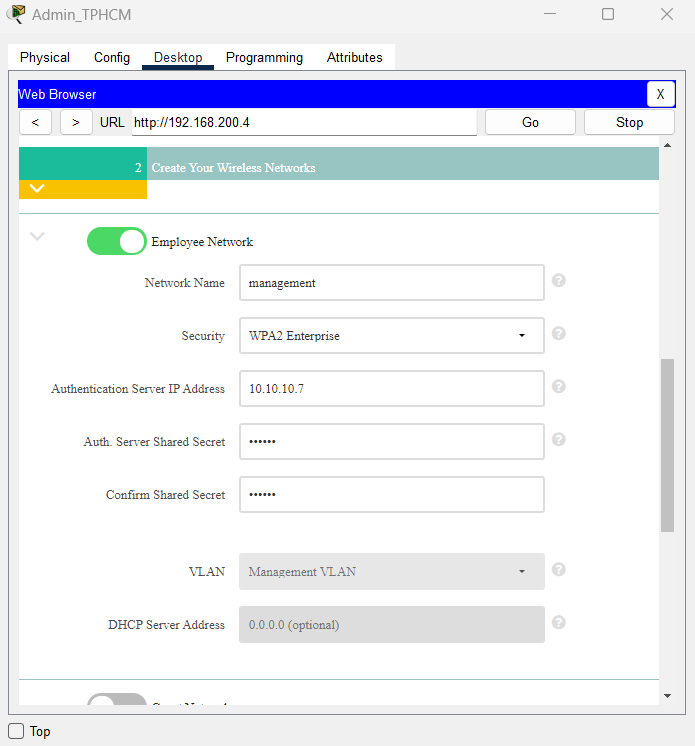 Admin_TPHCM
Physical Config Desktop Programming Attributes
Web Browser X
< > URL http://192.168.200.4 Go Stop
2 Create Your Wireless Networks
Employee Network
Network Name management ?
Security WPA2 Enterprise ?
Authentication Server IP Address 10.10.10.7 ?
Auth. Server Shared Secret •••••• ?
Confirm Shared Secret ••••••
VLAN Management VLAN ?
DHCP Server Address 0.0.0.0 (optional) ?
Top